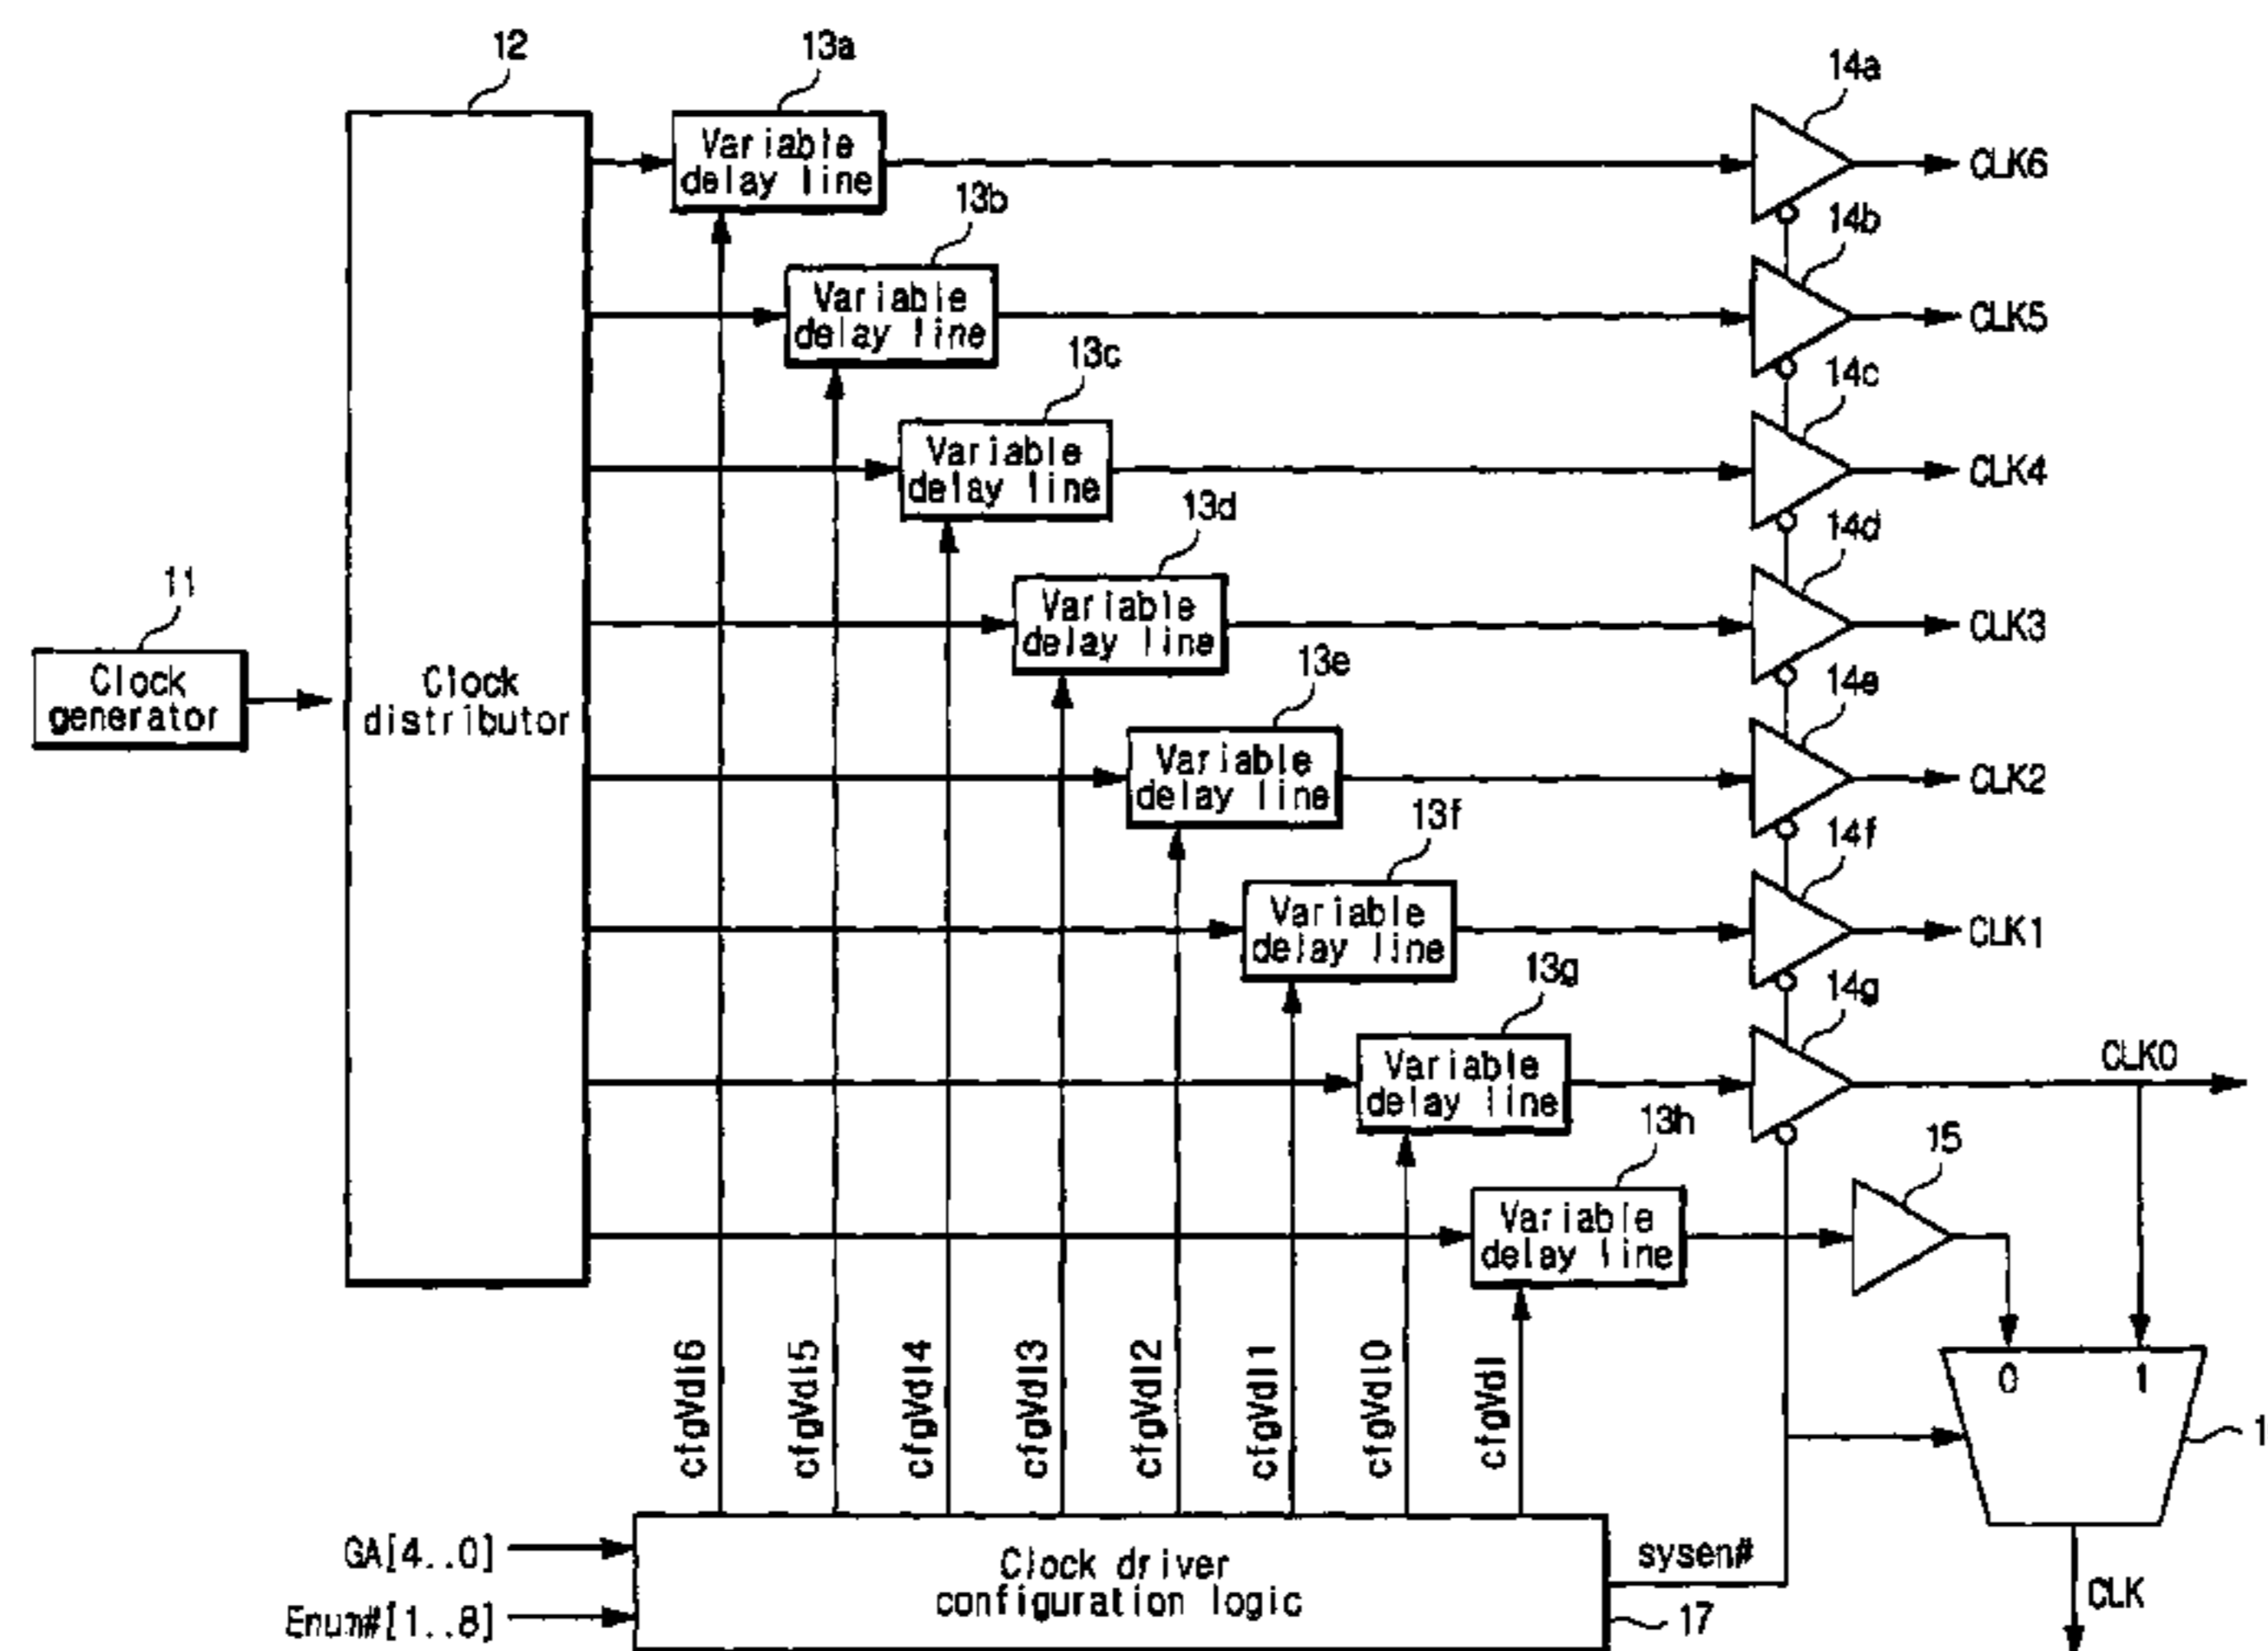 12
13a
14a
Variable
delay line
CLK6
13b
14b
Variable
delay line
CLK5
13c
14c
Variable
delay line
CLK4
13d
14d
11
Variable
delay line
CLK3
Clock
generator
Clock
distributor
13e
14e
Variable
delay line
CLK2
13f
14f
Variable
delay line
CLK1
13g
14g
Variable
delay line
CLK0
13h
15
Variable
delay line
cfgVdl6
cfgVdl5
cfgVdl4
cfgVdl3
cfgVdl2
cfgVdl1
cfgVdl0
cfgVdl
0
1
1
GA[4..0]
Enum#[1..8]
Clock driver
configuration logic
sysen#
17
CLK